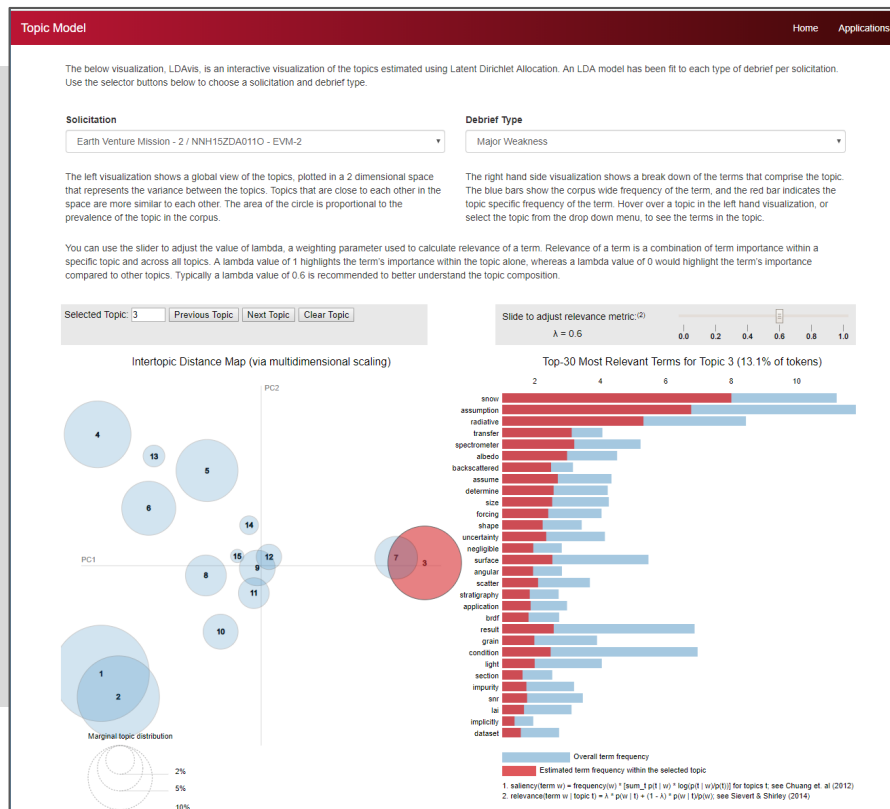 Topic Model
Home Applications
The below visualization, LDAvis, is an interactive visualization of the topics estimated using Latent Dirichlet Allocation. An LDA model has been fit to each type of debrief per solicitation.
Use the selector buttons below to choose a solicitation and debrief type.
Solicitation
Earth Venture Mission - 2 / NNH15ZDA011O - EVM-2
Debrief Type
Major Weakness
The left visualization shows a global view of the topics, plotted in a 2 dimensional space
that represents the variance between the topics. Topics that are close to each other in the
space are more similar to each other. The area of the circle is proportional to the
prevalence of the topic in the corpus.
The right hand side visualization shows a break down of the terms that comprise the topic.
The blue bars show the corpus wide frequency of the term, and the red bar indicates the
topic specific frequency of the term. Hover over a topic in the left hand visualization, or
select the topic from the drop down menu, to see the terms in the topic.
You can use the slider to adjust the value of lambda, a weighting parameter used to calculate relevance of a term. Relevance of a term is a combination of term importance within a
specific topic and across all topics. A lambda value of 1 highlights the term's importance within the topic alone, whereas a lambda value of 0 would highlight the term's importance
compared to other topics. Typically a lambda value of 0.6 is recommended to better understand the topic composition.
Selected Topic: 3 Previous Topic Next Topic Clear Topic
Slide to adjust relevance metric:(2)
λ = 0.6
0.0 0.2 0.4 0.6 0.8 1.0
Intertopic Distance Map (via multidimensional scaling)
PC2
4
13
5
6
14
15
12
7
3
PC1
9
8
11
10
1
2
Marginal topic distribution
2%
5%
10%
Top-30 Most Relevant Terms for Topic 3 (13.1% of tokens)
2 4 6 8 10
snow
assumption
radiative
transfer
spectrometer
albedo
backscattered
assume
determine
size
forcing
shape
uncertainty
negligible
surface
angular
scatter
stratigraphy
application
brdf
result
grain
condition
light
section
impurity
snr
lai
implicitly
dataset
Overall term frequency
Estimated term frequency within the selected topic
1. saliency(term w) = frequency(w) * [sum_t p(t | w) * log(p(t | w)/p(t))] for topics t; see Chuang et. al (2012)
2. relevance(term w | topic t) = λ * p(w | t) + (1 - λ) * p(w | t)/p(w); see Sievert & Shirley (2014)